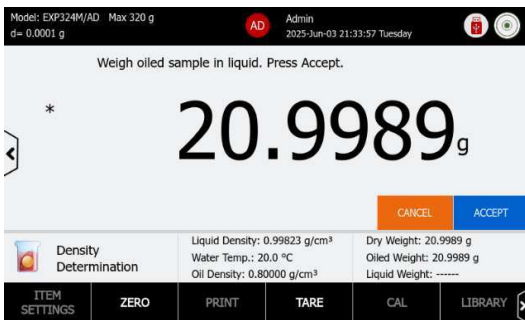 Model: EXP324M/AD Max 320 g
d= 0.0001 g
AD
Admin
2025-Jun-03 21:33:57 Tuesday
Weigh oiled sample in liquid. Press Accept.
*
20.9989 g
CANCEL
ACCEPT
Density
Determination
Liquid Density: 0.99823 g/cm³
Water Temp.: 20.0 °C
Oil Density: 0.80000 g/cm³
Dry Weight: 20.9989 g
Oiled Weight: 20.9989 g
Liquid Weight: ------
ITEM
SETTINGS
ZERO
PRINT
TARE
CAL
LIBRARY